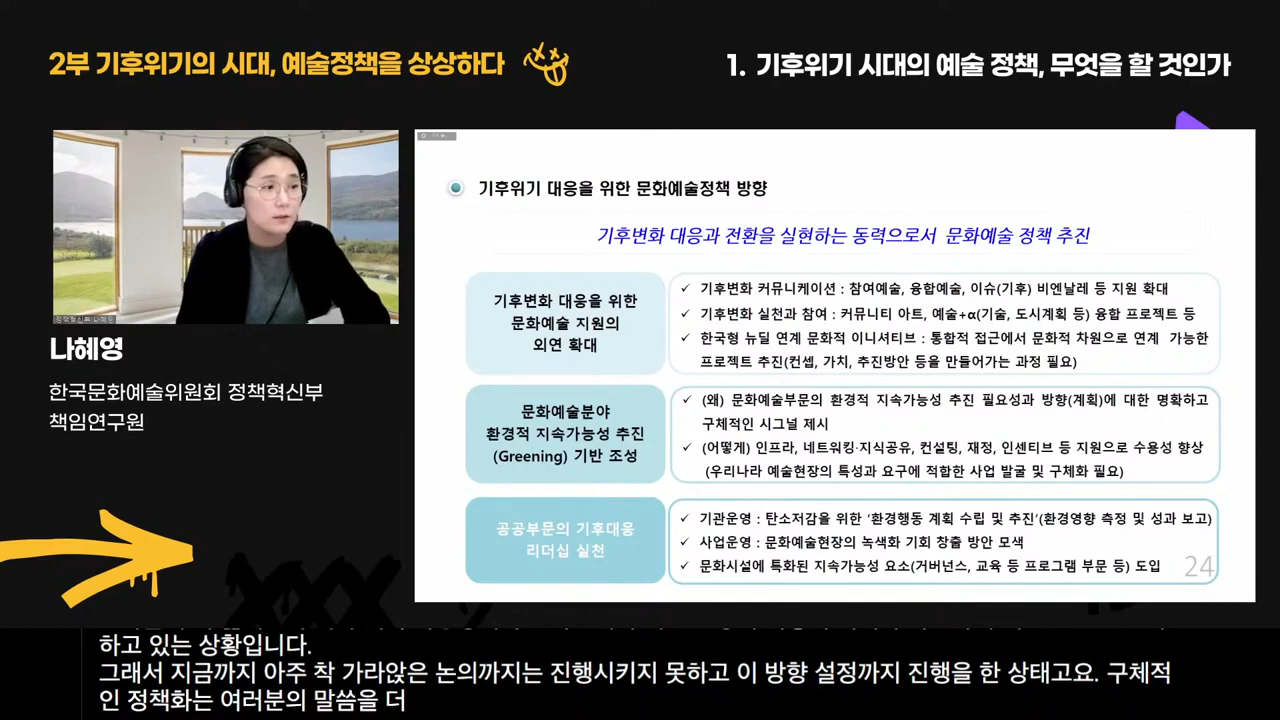 2부 기후위기의 시대, 예술정책을 상상하다
1. 기후위기 시대의 예술 정책, 무엇을 할 것인가
나혜영
한국문화예술위원회 정책혁신부
책임연구원
기후위기 대응을 위한 문화예술정책 방향
기후변화 대응과 전환을 실현하는 동력으로서 문화예술 정책 추진
기후변화 대응을 위한
문화예술 지원의
외연 확대
✓ 기후변화 커뮤니케이션 : 참여예술, 융합예술, 이슈(기후) 비엔날레 등 지원 확대
✓ 기후변화 실천과 참여 : 커뮤니티 아트, 예술+α(기술, 도시계획 등) 융합 프로젝트 등
✓ 한국형 뉴딜 연계 문화적 이니셔티브 : 통합적 접근에서 문화적 차원으로 연계 가능한
프로젝트 추진(컨셉, 가치, 추진방안 등을 만들어가는 과정 필요)
문화예술분야
환경적 지속가능성 추진
(Greening) 기반 조성
✓ (왜) 문화예술부문의 환경적 지속가능성 추진 필요성과 방향(계획)에 대한 명확하고
구체적인 시그널 제시
✓ (어떻게) 인프라, 네트워킹·지식공유, 컨설팅, 재정, 인센티브 등 지원으로 수용성 향상
(우리나라 예술현장의 특성과 요구에 적합한 사업 발굴 및 구체화 필요)
공공부문의 기후대응
리더십 실천
✓ 기관운영 : 탄소저감을 위한 ‘환경행동 계획 수립 및 추진’(환경영향 측정 및 성과 보고)
✓ 사업운영 : 문화예술현장의 녹색화 기회 창출 방안 모색
✓ 문화시설에 특화된 지속가능성 요소(거버넌스, 교육 등 프로그램 부문 등) 도입
24
하고 있는 상황입니다.
그래서 지금까지 아주 착 가라앉은 논의까지는 진행시키지 못하고 이 방향 설정까지 진행을 한 상태고요. 구체적
인 정책화는 여러분의 말씀을 더